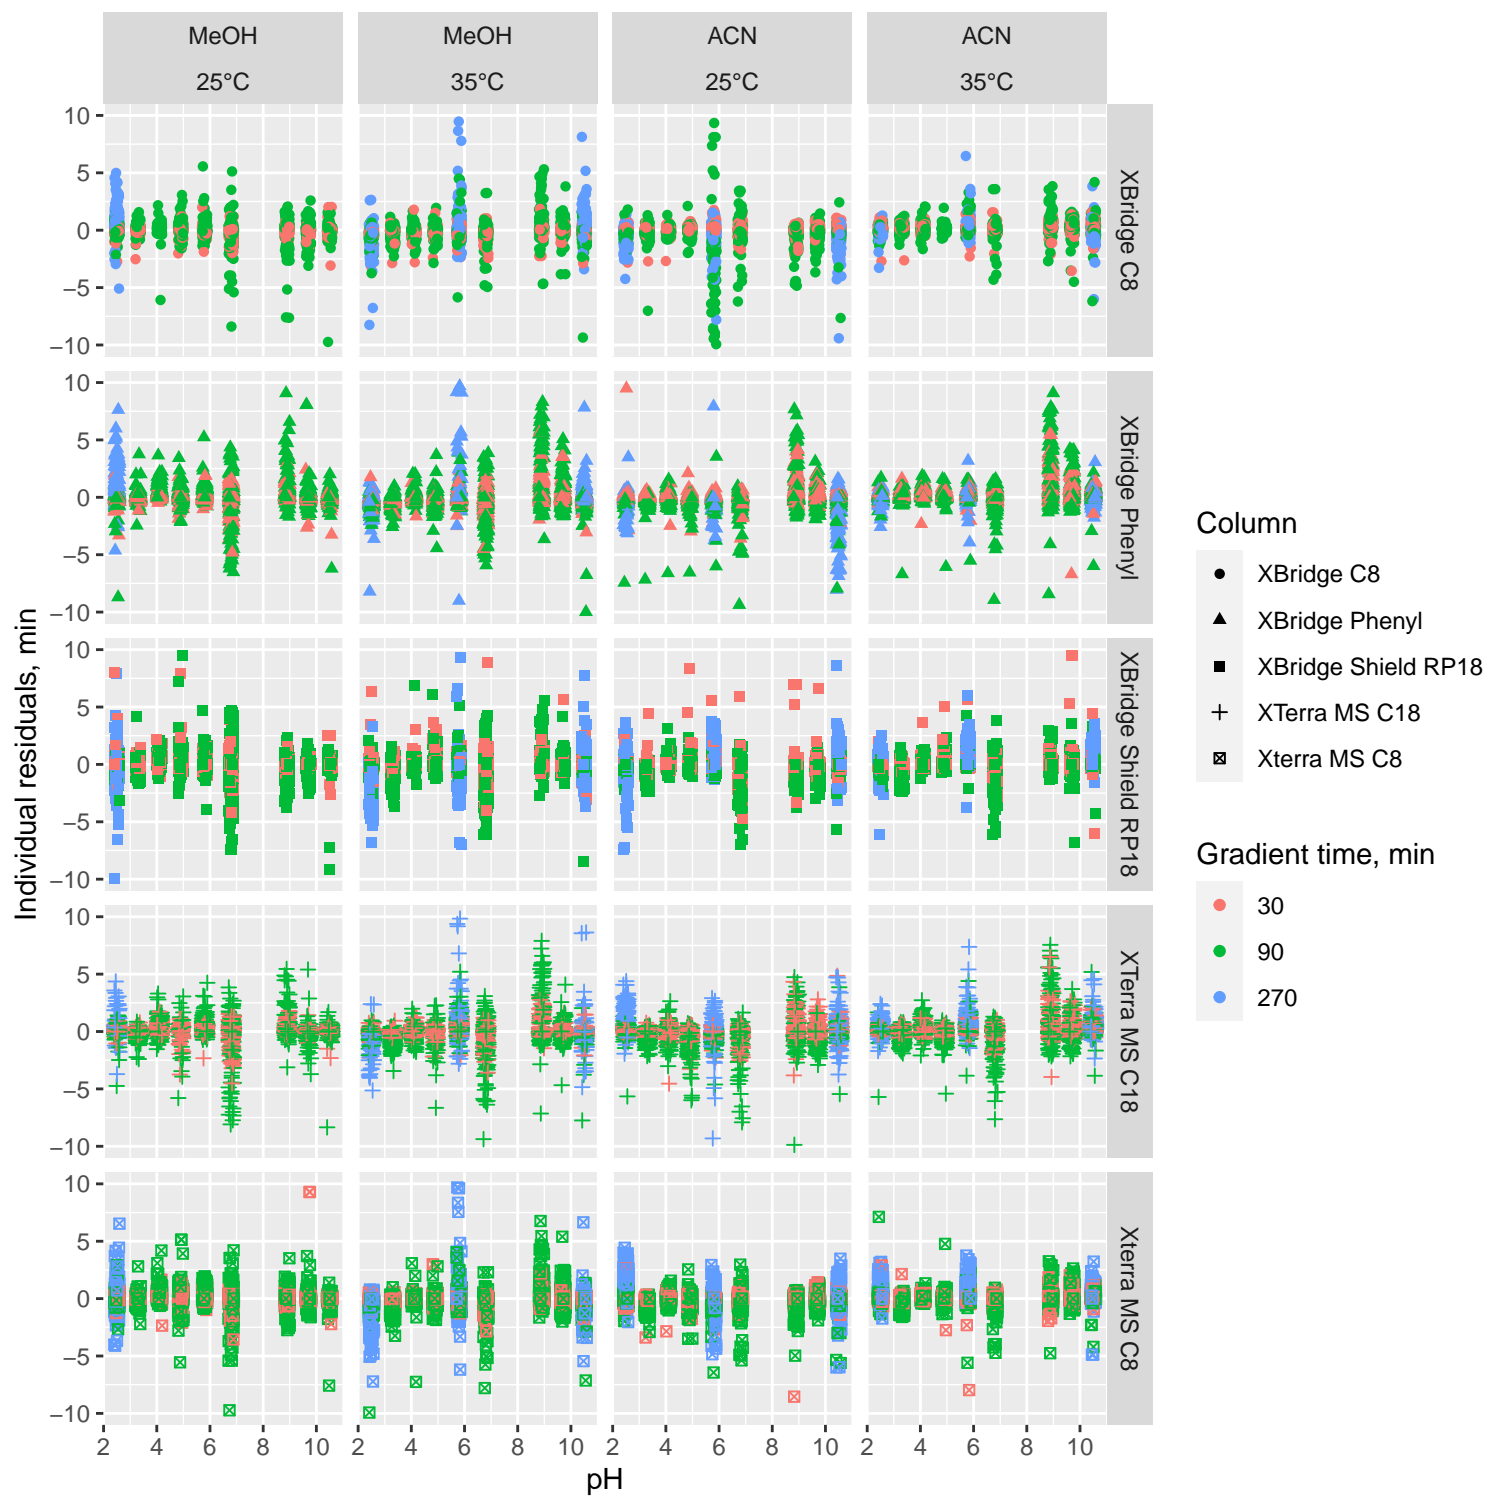 MeOH MeOH ACN ACN
25°C 35°C 25°C 35°C
10
5
0
−5
−10
XBridge C8
10
5
0
−5
−10
XBridge Phenyl
10
5
0
−5
−10
XBridge Shield RP18
10
5
0
−5
−10
XTerra MS C18
10
5
0
−5
−10
Xterra MS C8
2 4 6 8 10 2 4 6 8 10 2 4 6 8 10 2 4 6 8 10
pH
Individual residuals, min
Column
XBridge C8
XBridge Phenyl
XBridge Shield RP18
XTerra MS C18
Xterra MS C8
Gradient time, min
30
90
270